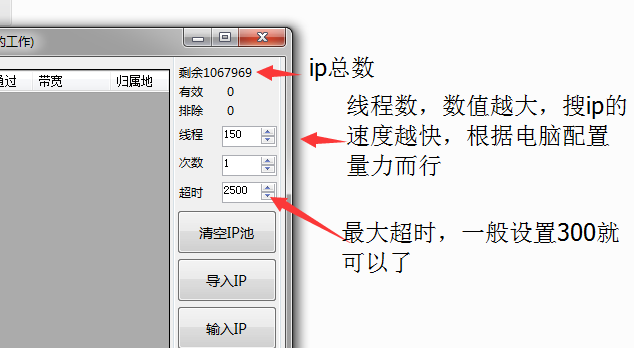 的工作)
通过 带宽 归属地
剩余1067969
有效 0
排除 0
线程 150
次数 1
超时 2500
清空IP池
导入IP
输入IP
ip总数
线程数，数值越大，搜ip的
速度越快，根据电脑配置
量力而行
最大超时，一般设置300就
可以了